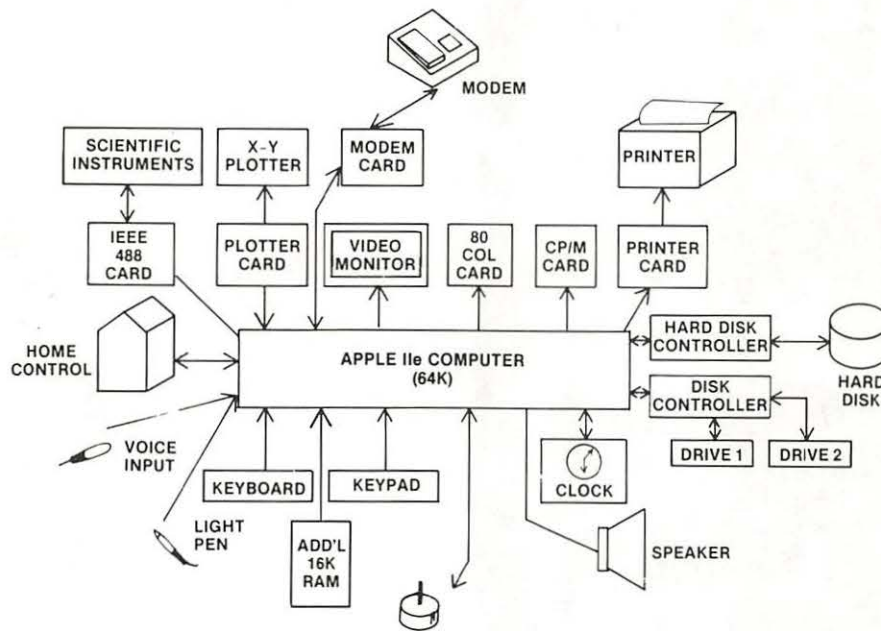 MODEM
SCIENTIFIC
INSTRUMENTS
X-Y
PLOTTER
MODEM
CARD
PRINTER
IEEE
488
CARD
PLOTTER
CARD
VIDEO
MONITOR
80
COL
CARD
CP/M
CARD
PRINTER
CARD
HOME
CONTROL
APPLE IIe COMPUTER
(64K)
HARD DISK
CONTROLLER
HARD
DISK
DISK
CONTROLLER
DRIVE 1
DRIVE 2
VOICE
INPUT
KEYBOARD
KEYPAD
CLOCK
LIGHT
PEN
ADD'L
16K
RAM
SPEAKER